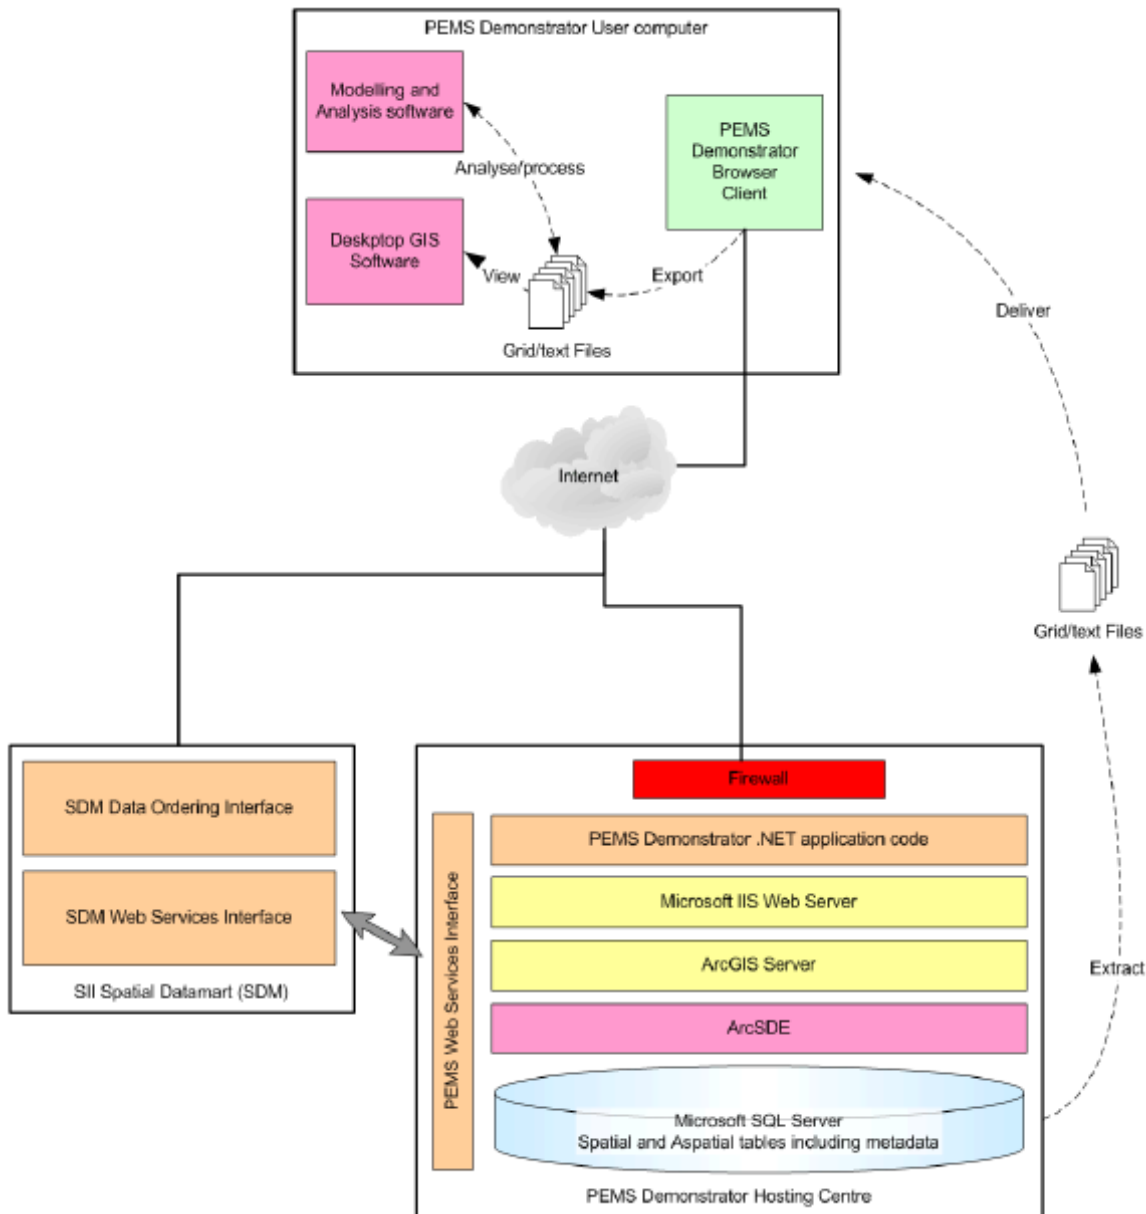 PEMS Demonstrator User computer
Modelling and
Analysis software
PEMS
Demonstrator
Browser
Client
Analyse/process
Deskptop GIS
Software
View
Export
Grid/text Files
Deliver
Internet
Grid/text Files
SDM Data Ordering Interface
SDM Web Services Interface
SII Spatial Datamart (SDM)
Firewall
PEMS Web Services Interface
PEMS Demonstrator .NET application code
Microsoft IIS Web Server
ArcGIS Server
ArcSDE
Microsoft SQL Server
Spatial and Aspatial tables including metadata
PEMS Demonstrator Hosting Centre
Extract